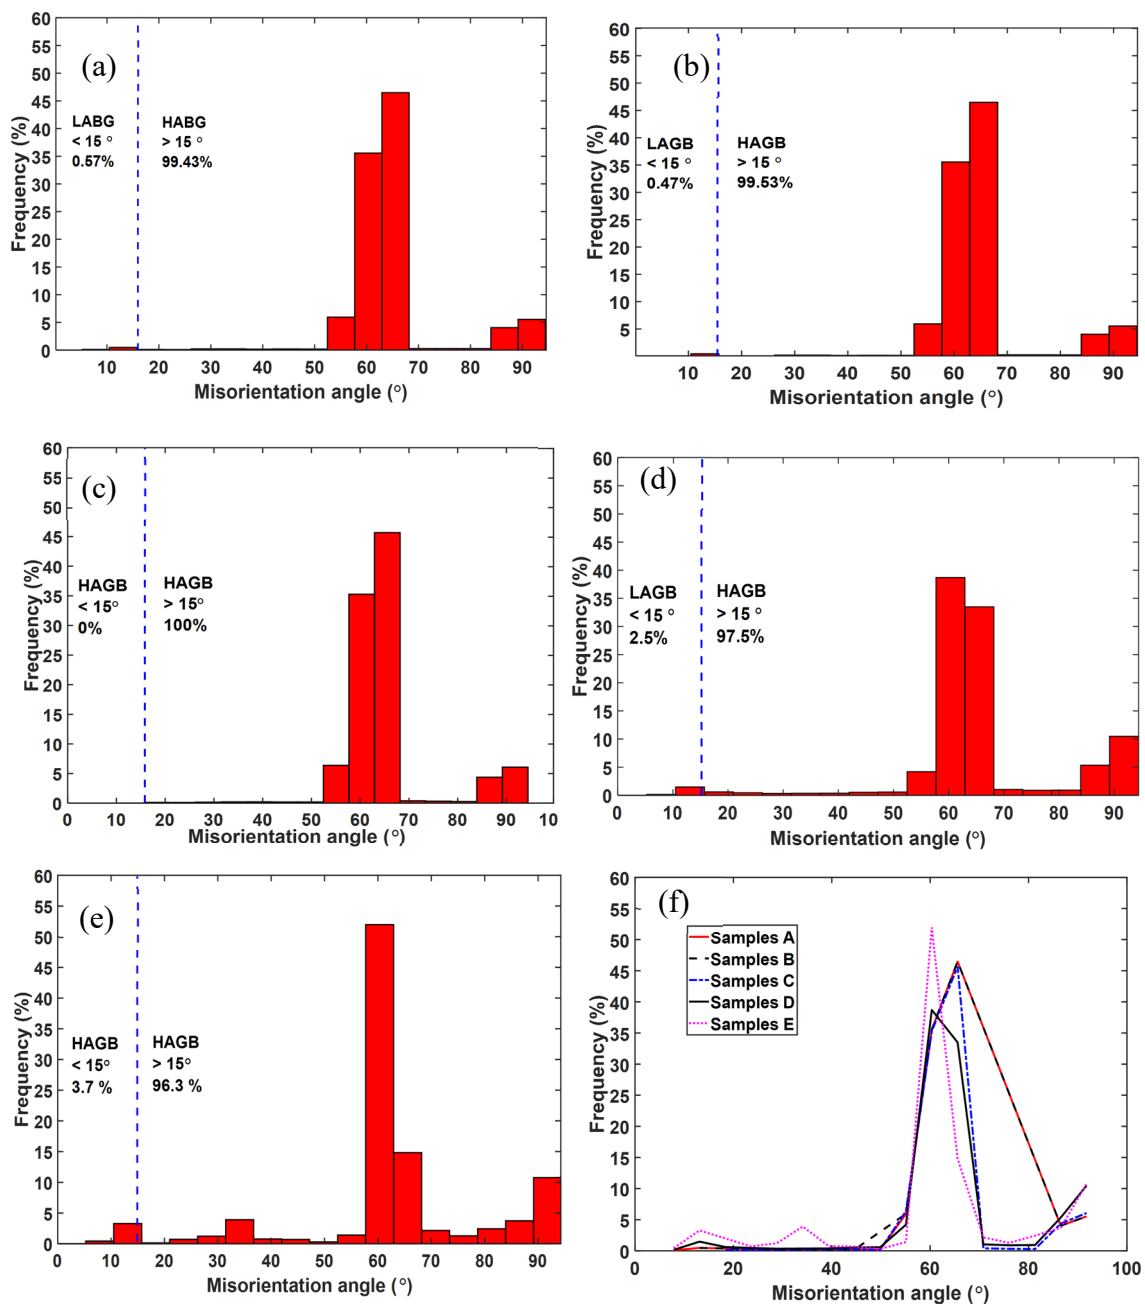 (a)
LABG
< 15 °
0.57%
HABG
> 15 °
99.43%
Frequency (%)
60
55
50
45
40
35
30
25
20
15
10
5
0
10 20 30 40 50 60 70 80 90
Misorientation angle (°)
(b)
LAGB
< 15 °
0.47%
HAGB
> 15 °
99.53%
Frequency (%)
60
55
50
45
40
35
30
25
20
15
10
5
10 20 30 40 50 60 70 80 90
Misorientation angle (°)
(c)
HAGB
< 15°
0%
HAGB
> 15°
100%
Frequency (%)
60
55
50
45
40
35
30
25
20
15
10
5
0
0 10 20 30 40 50 60 70 80 90 10
Misorientation angle (°)
(d)
LAGB
< 15 °
2.5%
HAGB
> 15 °
97.5%
Frequency (%)
60
55
50
45
40
35
30
25
20
15
10
5
0
0 10 20 30 40 50 60 70 80 90
Misorientation angle (°)
(e)
HAGB
< 15°
3.7 %
HAGB
> 15°
96.3 %
Frequency (%)
60
55
50
45
40
35
30
25
20
15
10
5
0
0 10 20 30 40 50 60 70 80 90
Misorientation angle (°)
(f)
Samples A
Samples B
Samples C
Samples D
Samples E
Frequency (%)
60
55
50
45
40
35
30
25
20
15
10
5
0
0 20 40 60 80 100
Misorientation angle (°)